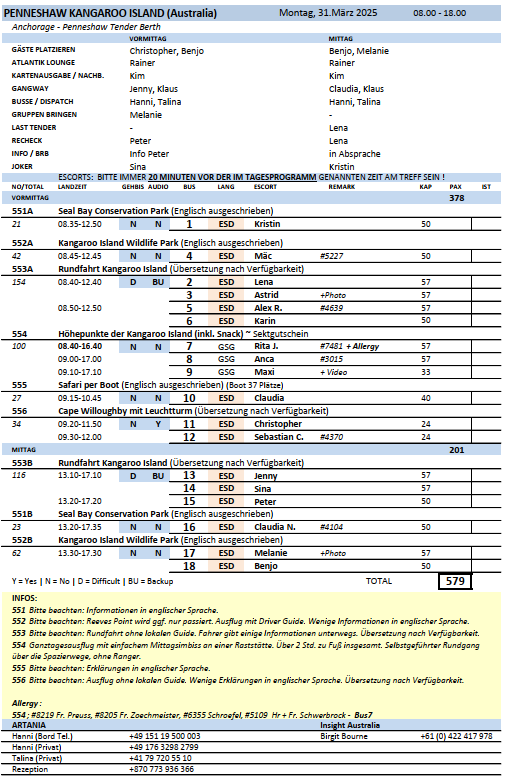 PENNESHAW KANGAROO ISLAND (Australia) Montag, 31.März 2025 08.00 - 18.00
Anchorage - Penneshaw Tender Berth
VORMITTAG MITTAG
GÄSTE PLATZIEREN Christopher, Benjo Benjo, Melanie
ATLANTIK LOUNGE Rainer Rainer
KARTENAUSGABE / NACHB. Kim Kim
GANGWAY Jenny, Klaus Claudia, Klaus
BUSSE / DISPATCH Hanni, Talina Hanni, Talina
GRUPPEN BRINGEN Melanie -
LAST TENDER - Lena
RECHECK Peter Lena
INFO / BRB Info Peter in Absprache
JOKER Sina Kristin
ESCORTS: BITTE IMMER 20 MINUTEN VOR DER IM TAGESPROGRAMM GENANNTEN ZEIT AM TREFF SEIN !
NO/TOTAL LANDZEIT GEHBIS AUDIO BUS LANG ESCORT REMARK KAP PAX IST
VORMITTAG 378
551A Seal Bay Conservation Park (Englisch ausgeschrieben)
21 08.35-12.50 N N 1 ESD Kristin 50
552A Kangaroo Island Wildlife Park (Englisch ausgeschrieben)
42 08.45-12.45 N N 4 ESD Mäc #5227 50
553A Rundfahrt Kangaroo Island (Übersetzung nach Verfügbarkeit)
154 08.40-12.40 D BU 2 ESD Lena 57
3 ESD Astrid +Photo 57
08.50-12.50 5 ESD Alex R. #4639 57
6 ESD Karin 50
554 Höhepunkte der Kangaroo Island (inkl. Snack) ~ Sektgutschein
100 08.40-16.40 N N 7 GSG Rita J. #7481 + Allergy 57
09.00-17.00 8 GSG Anca #3015 57
09.10-17.10 9 GSG Maxi + Video 33
555 Safari per Boot (Englisch ausgeschrieben) (Boot 37 Plätze)
27 09.15-10.45 N N 10 ESD Claudia 40
556 Cape Willoughby mit Leuchtturm (Übersetzung nach Verfügbarkeit)
34 09.20-11.50 N Y 11 ESD Christopher 24
09.30-12.00 12 ESD Sebastian C. #4370 24
MITTAG 201
553B Rundfahrt Kangaroo Island (Übersetzung nach Verfügbarkeit)
116 13.10-17.10 D BU 13 ESD Jenny 57
14 ESD Sina 57
13.20-17.20 15 ESD Peter 50
551B Seal Bay Conservation Park (Englisch ausgeschrieben)
23 13.20-17.35 N N 16 ESD Claudia N. #4104 50
552B Kangaroo Island Wildlife Park (Englisch ausgeschrieben)
62 13.30-17.30 N N 17 ESD Melanie +Photo 57
18 ESD Benjo 50
Y = Yes | N = No | D = Difficult | BU = Backup TOTAL 579
INFOS:
551 Bitte beachten: Informationen in englischer Sprache.
552 Bitte beachten: Reeves Point wird ggf. nur passiert. Ausflug mit Driver Guide. Wenige Informationen in englischer Sprache.
553 Bitte beachten: Rundfahrt ohne lokalen Guide. Fahrer gibt einige Informationen unterwegs. Übersetzung nach Verfügbarkeit.
554 Ganztagesausflug mit einfachem Mittagsimbiss an einer Raststätte. Über 2 Std. zu Fuß insgesamt. Selbstgeführter Rundgang
über die Spazierwege, ohne Ranger.
555 Bitte beachten: Erklärungen in englischer Sprache.
556 Bitte beachten: Ausflug ohne lokalen Guide. Wenige Erklärungen in englischer Sprache. Übersetzung nach Verfügbarkeit.
Allergy :
554 ; #8219 Fr. Preuss, #8205 Fr. Zoechmeister, #6355 Schroefel, #5109 Hr + Fr. Schwerbrock - Bus7
ARTANIA Insight Australia
Hanni (Bord Tel.) +49 151 19 500 003 Birgit Bourne +61 (0) 422 417 978
Hanni (Privat) +49 176 3298 2799
Talina (Privat) +41 79 720 55 10
Rezeption +870 773 936 366